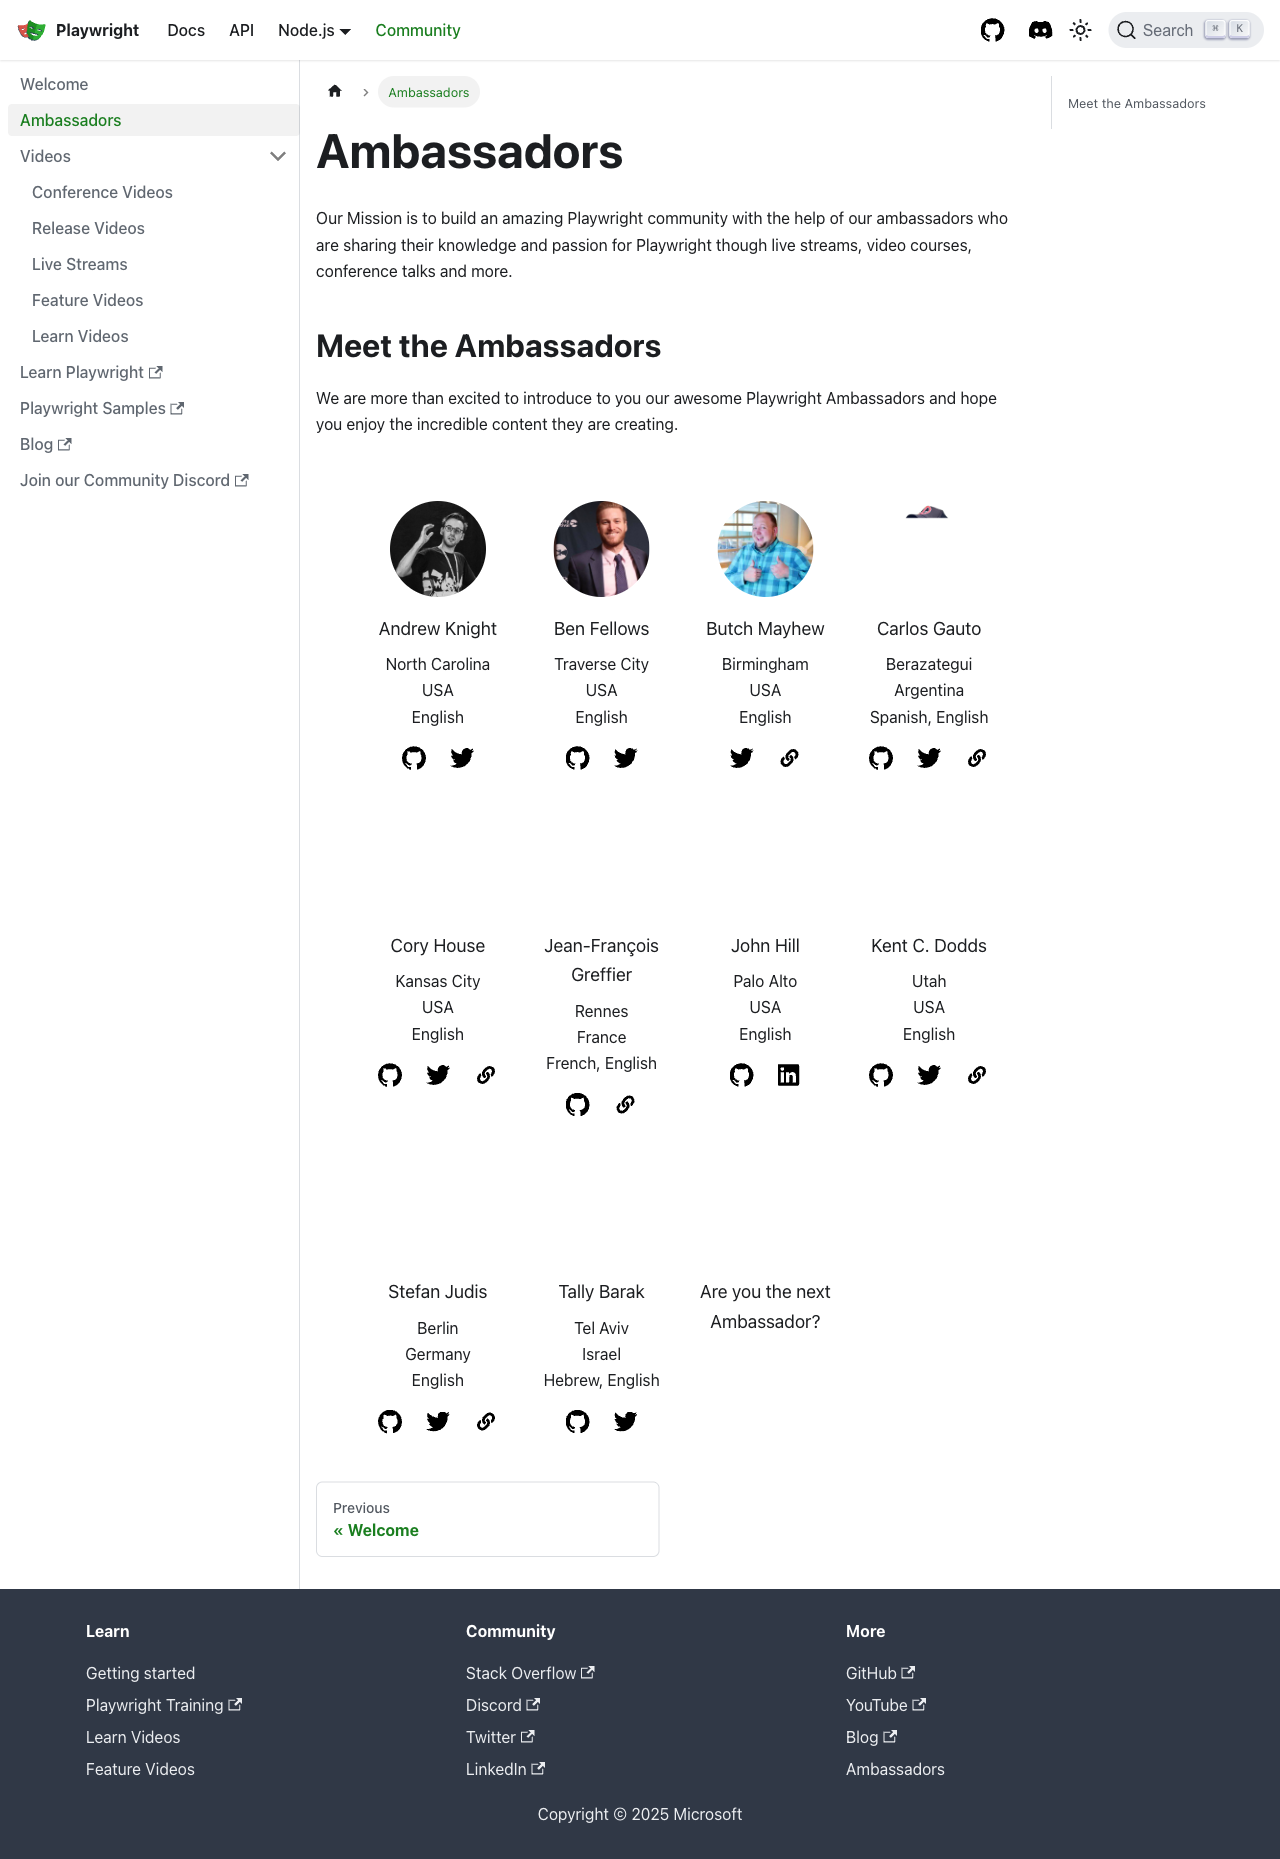 Playwright
Docs
API
Node.js
Community
Search
⌘
K
Welcome
Ambassadors
Videos
Conference Videos
Release Videos
Live Streams
Feature Videos
Learn Videos
Learn Playwright
Playwright Samples
Blog
Join our Community Discord
Ambassadors
Ambassadors
Our Mission is to build an amazing Playwright community with the help of our ambassadors who
are sharing their knowledge and passion for Playwright though live streams, video courses,
conference talks and more.
Meet the Ambassadors
We are more than excited to introduce to you our awesome Playwright Ambassadors and hope
you enjoy the incredible content they are creating.
Andrew Knight
North Carolina
USA
English
Ben Fellows
Traverse City
USA
English
Butch Mayhew
Birmingham
USA
English
Carlos Gauto
Berazategui
Argentina
Spanish, English
Cory House
Kansas City
USA
English
Jean-François
Greffier
Rennes
France
French, English
John Hill
Palo Alto
USA
English
Kent C. Dodds
Utah
USA
English
Stefan Judis
Berlin
Germany
English
Tally Barak
Tel Aviv
Israel
Hebrew, English
Are you the next
Ambassador?
Previous
« Welcome
Meet the Ambassadors
Learn
Getting started
Playwright Training
Learn Videos
Feature Videos
Community
Stack Overflow
Discord
Twitter
LinkedIn
More
GitHub
YouTube
Blog
Ambassadors
Copyright © 2025 Microsoft